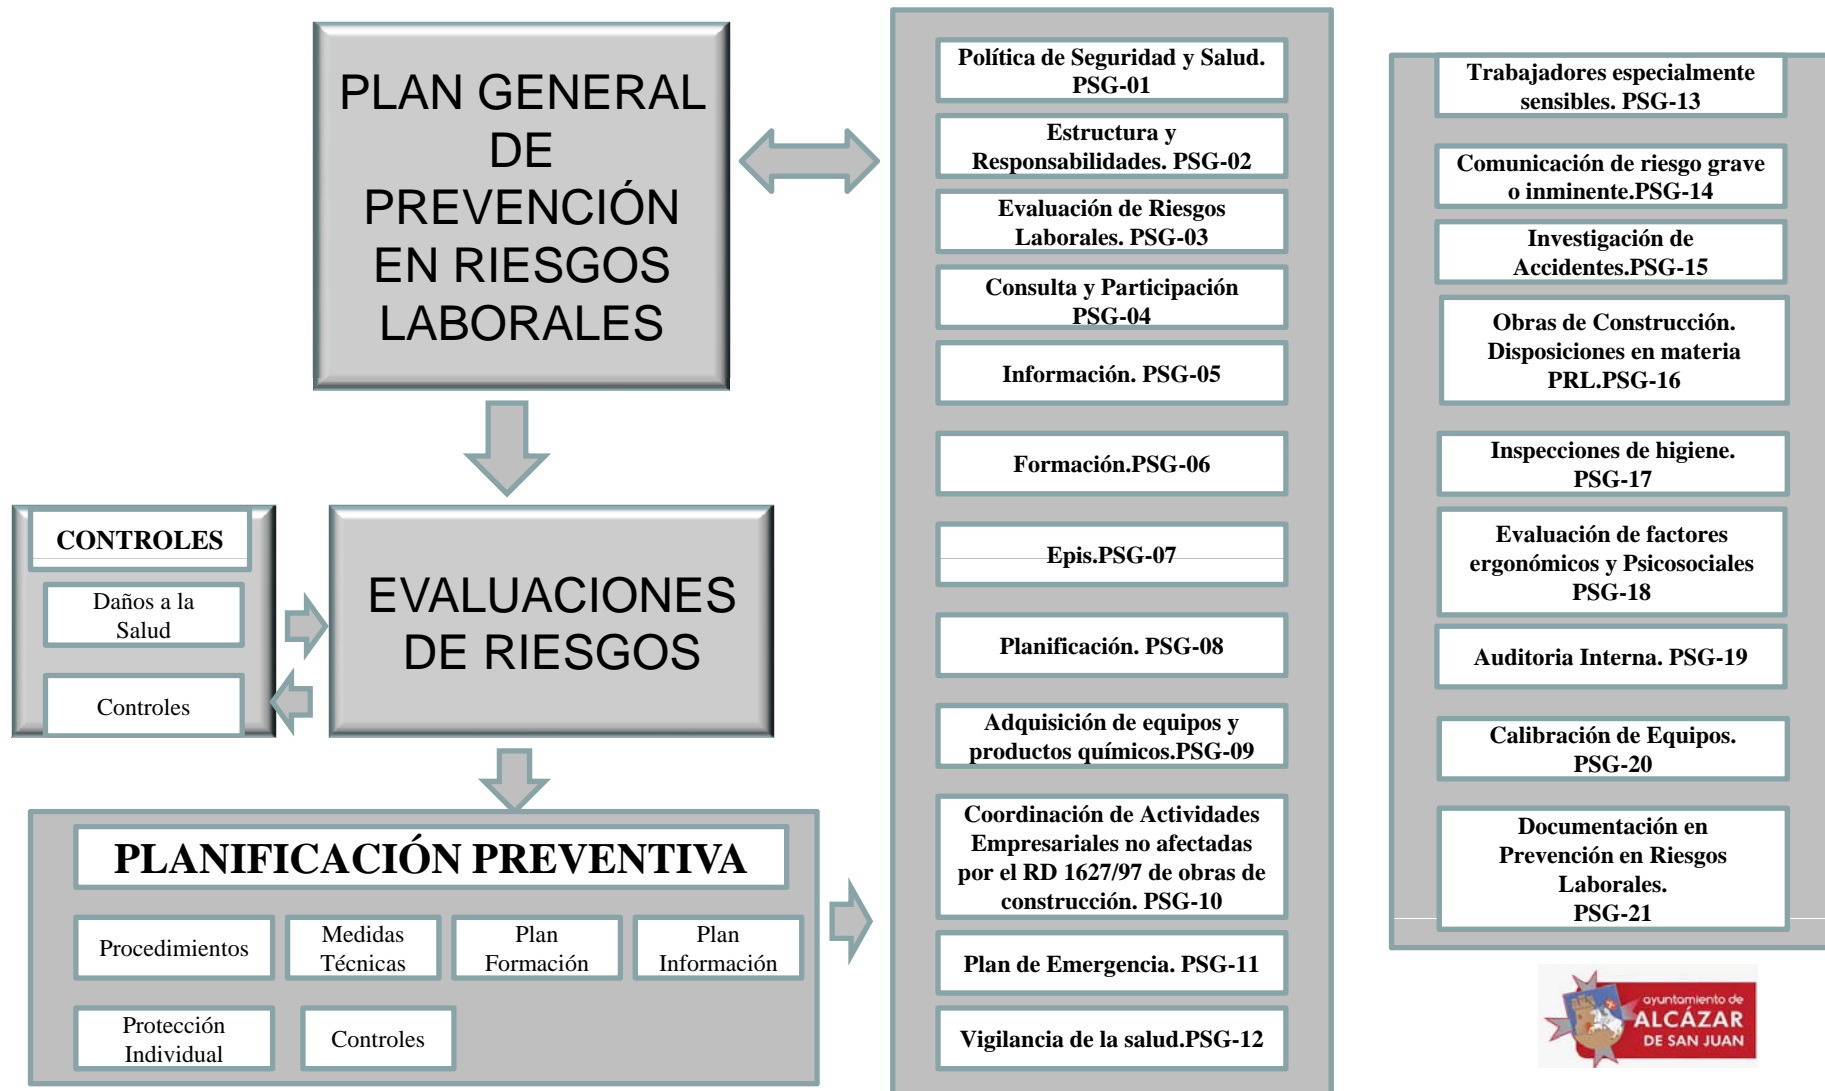 PLAN GENERAL
DE
PREVENCIÓN
EN RIESGOS
LABORALES
CONTROLES
Daños a la
Salud
Controles
EVALUACIONES
DE RIESGOS
PLANIFICACIÓN PREVENTIVA
Procedimientos
Medidas
Técnicas
Plan
Formación
Plan
Información
Protección
Individual
Controles
Política de Seguridad y Salud.
PSG-01
Estructura y
Responsabilidades. PSG-02
Evaluación de Riesgos
Laborales. PSG-03
Consulta y Participación
PSG-04
Información. PSG-05
Formación.PSG-06
Epis.PSG-07
Planificación. PSG-08
Adquisición de equipos y
productos químicos.PSG-09
Coordinación de Actividades
Empresariales no afectadas
por el RD 1627/97 de obras de
construcción. PSG-10
Plan de Emergencia. PSG-11
Vigilancia de la salud.PSG-12
Trabajadores especialmente
sensibles. PSG-13
Comunicación de riesgo grave
o inminente.PSG-14
Investigación de
Accidentes.PSG-15
Obras de Construcción.
Disposiciones en materia
PRL.PSG-16
Inspecciones de higiene.
PSG-17
Evaluación de factores
ergonómicos y Psicosociales
PSG-18
Auditoria Interna. PSG-19
Calibración de Equipos.
PSG-20
Documentación en
Prevención en Riesgos
Laborales.
PSG-21
ayuntamiento de
ALCÁZAR
DE SAN JUAN